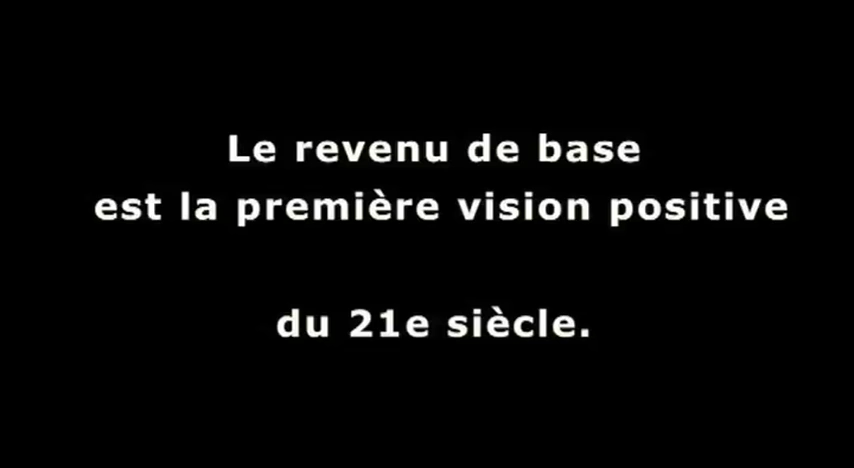 Le revenu de base
est la première vision positive
du 21e siècle.